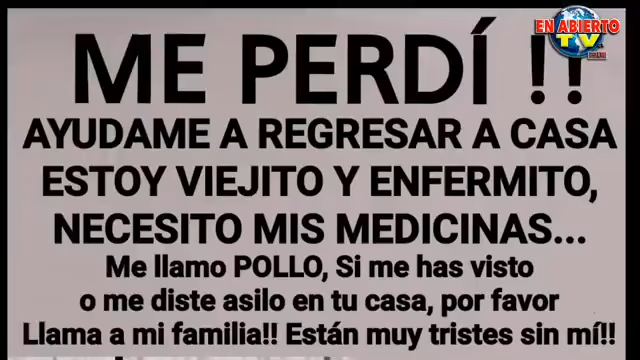 EN ABIERTO
TV
ME PERDÍ !!
AYUDAME A REGRESAR A CASA
ESTOY VIEJITO Y ENFERMITO,
NECESITO MIS MEDICINAS...
Me llamo POLLO, Si me has visto
o me diste asilo en tu casa, por favor
Llama a mi familia!! Están muy tristes sin mí!!